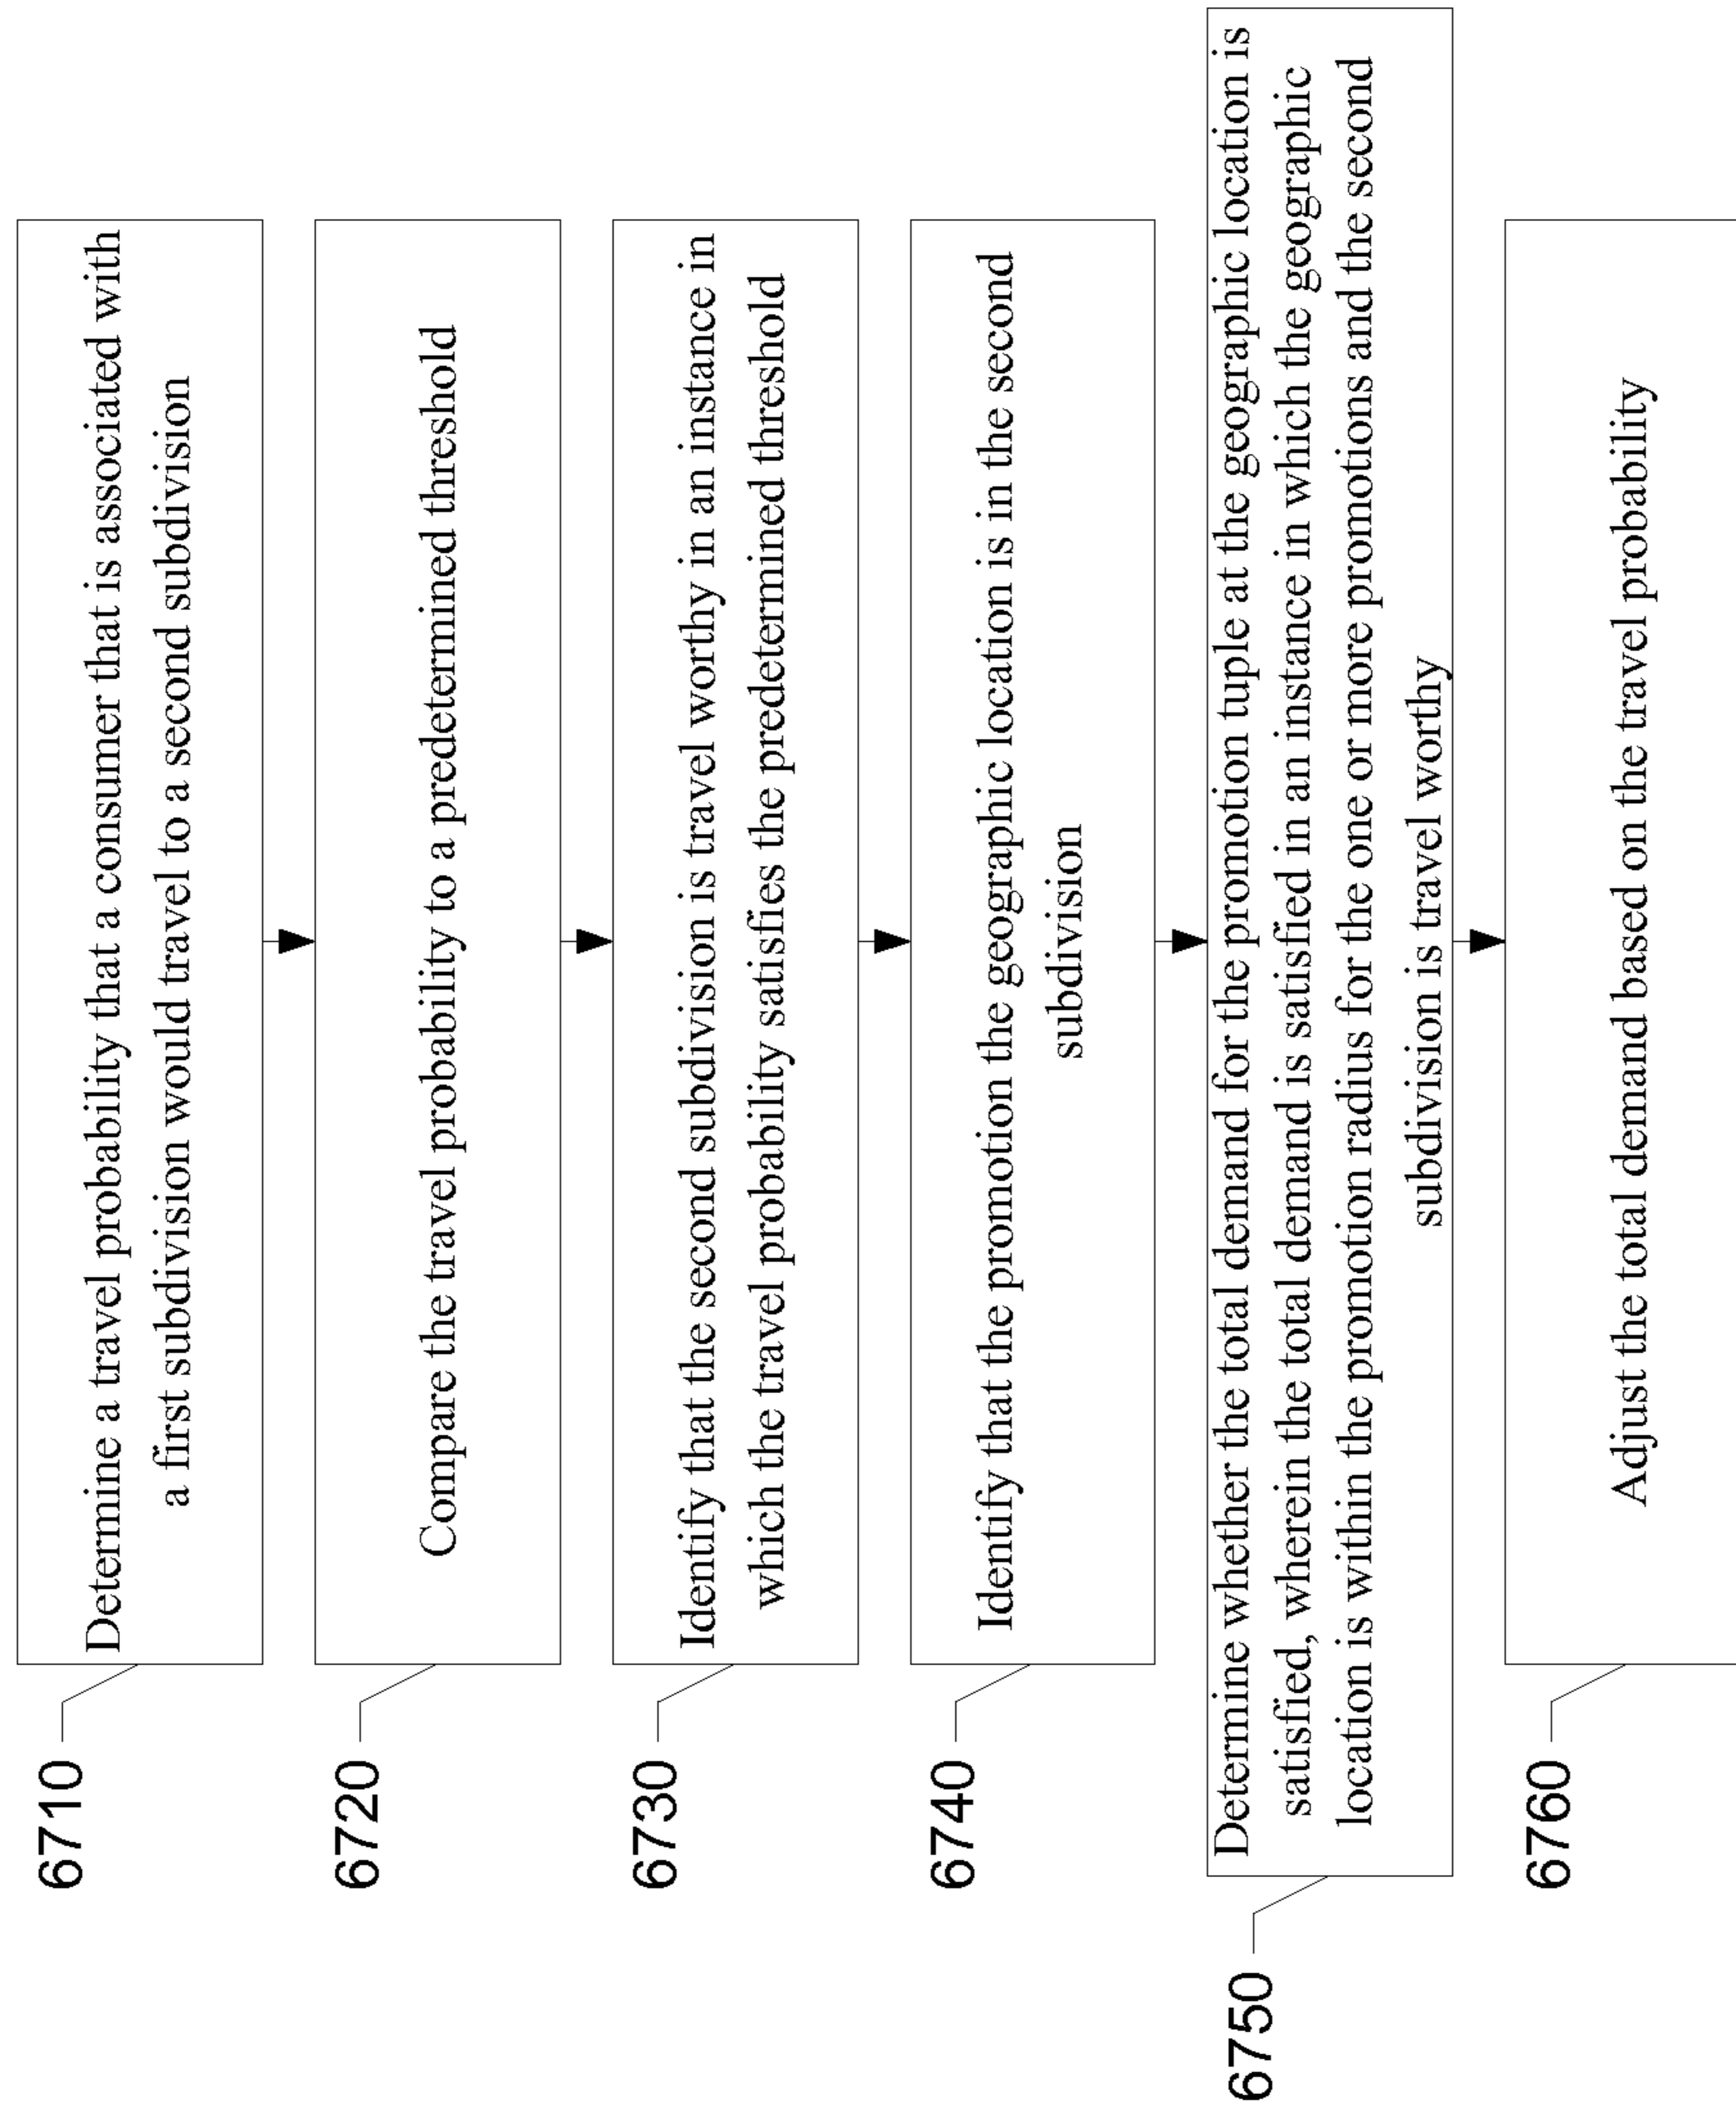 6710
Determine a travel probability that a consumer that is associated with
a first subdivision would travel to a second subdivision
6720
Compare the travel probability to a predetermined threshold
6730
Identify that the second subdivision is travel worthy in an instance in
which the travel probability satisfies the predetermined threshold
6740
Identify that the promotion the geographic location is in the second
subdivision
6750
Determine whether the total demand for the promotion tuple at the geographic location is
satisfied, wherein the total demand is satisfied in an instance in which the geographic
location is within the promotion radius for the one or more promotions and the second
subdivision is travel worthy
6760
Adjust the total demand based on the travel probability